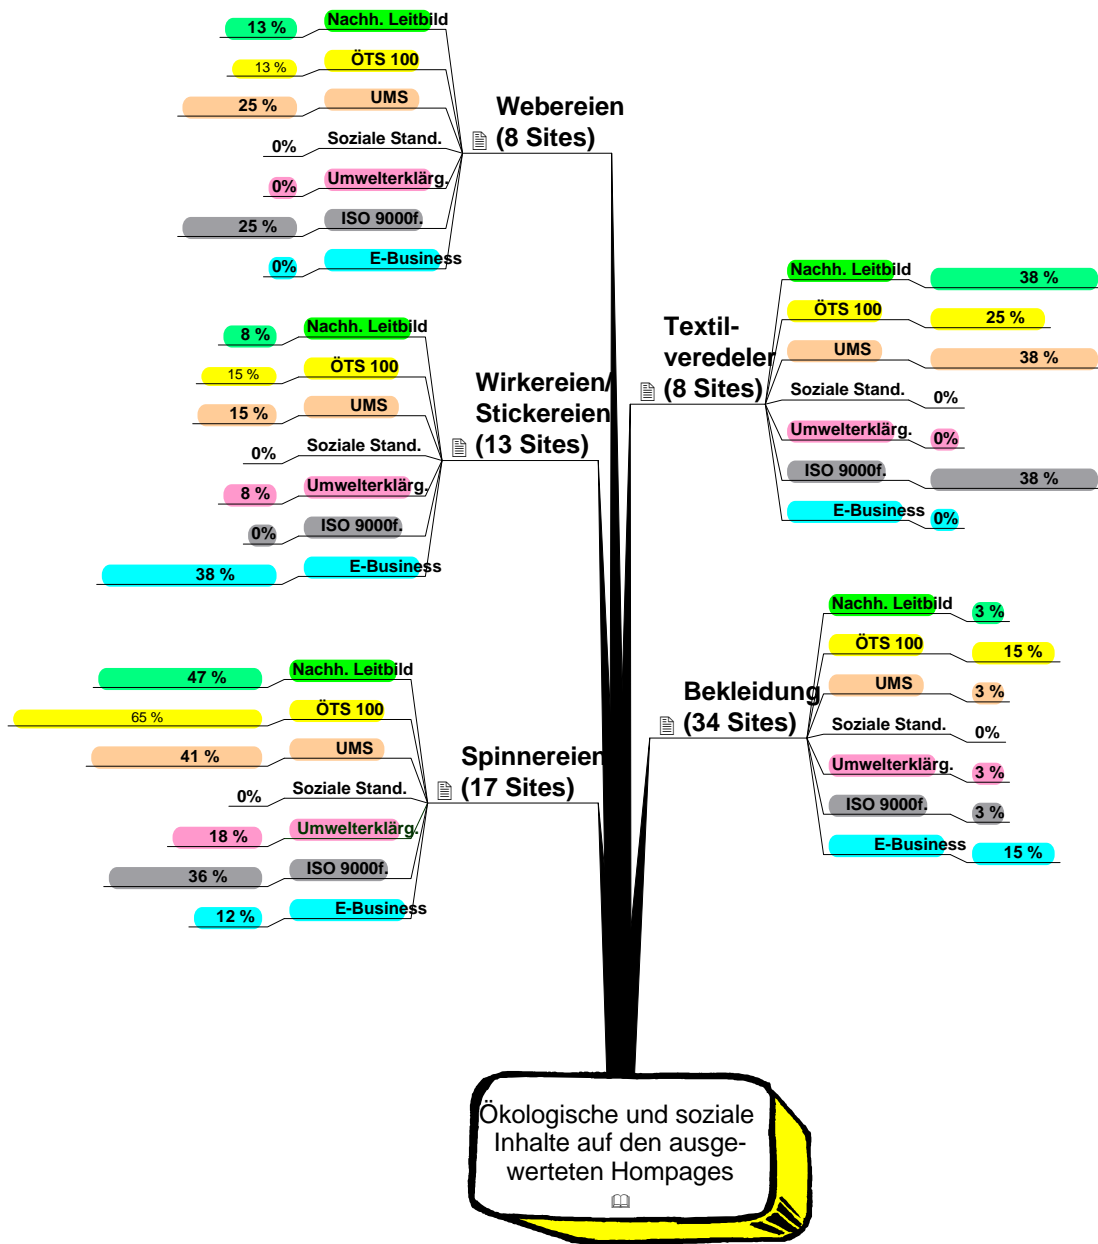 13 % Nachh. Leitbild
13 % ÖTS 100
25 % UMS
0% Soziale Stand.
0% Umwelterklärg.
25 % ISO 9000f.
0% E-Business
Webereien
(8 Sites)
8 % Nachh. Leitbild
15 % ÖTS 100
15 % UMS
0% Soziale Stand.
8 % Umwelterklärg.
0% ISO 9000f.
38 % E-Business
Wirkereien/
Stickereien
(13 Sites)
47 % Nachh. Leitbild
65 % ÖTS 100
41 % UMS
0% Soziale Stand.
18 % Umwelterklärg.
36 % ISO 9000f.
12 % E-Business
Spinnereien
(17 Sites)
Textil-
veredeler
(8 Sites)
Nachh. Leitbild 38 %
ÖTS 100 25 %
UMS 38 %
Soziale Stand. 0%
Umwelterklärg. 0%
ISO 9000f. 38 %
E-Business 0%
Bekleidung
(34 Sites)
Nachh. Leitbild 3 %
ÖTS 100 15 %
UMS 3 %
Soziale Stand. 0%
Umwelterklärg. 3 %
ISO 9000f. 3 %
E-Business 15 %
Ökologische und soziale
Inhalte auf den ausge-
werteten Hompages